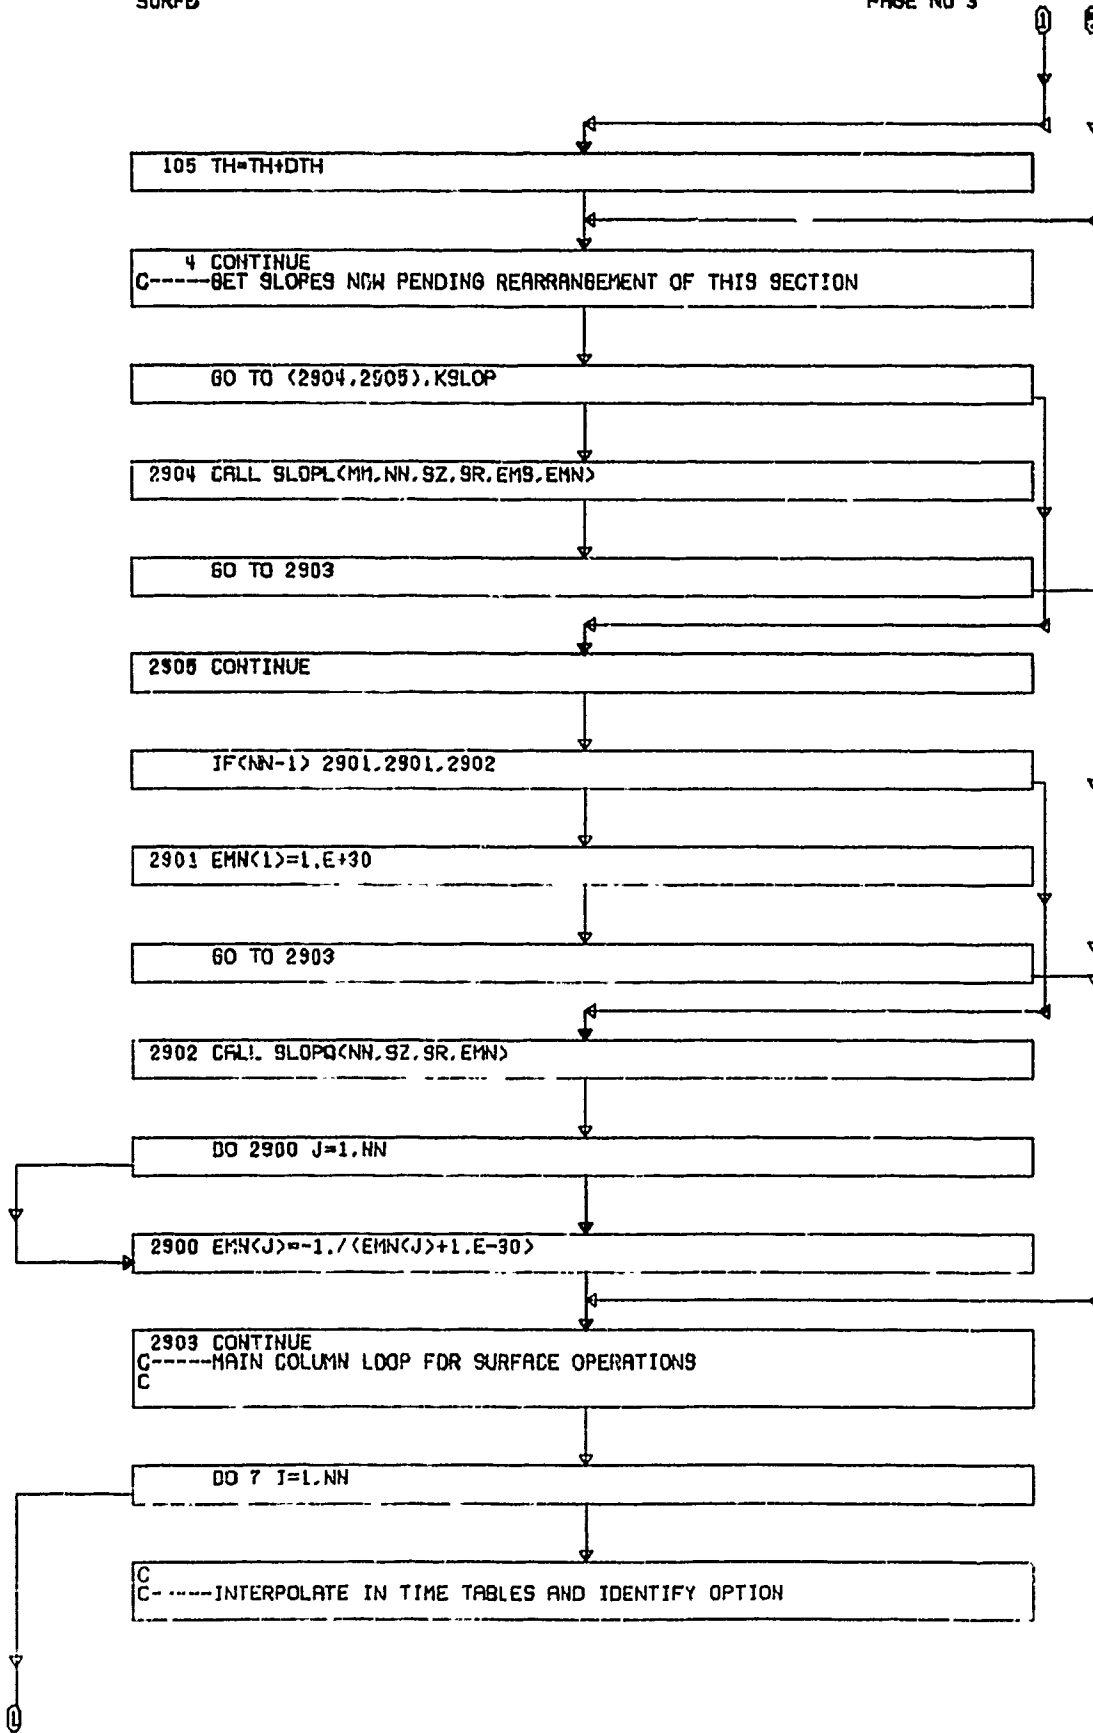 PAGE NO 3
1
105 TH=TH+DTH
4 CONTINUE
C-----GET SLOPES NOW PENDING REARRANGEMENT OF THIS SECTION
GO TO (2904,2905),KSLOP
2904 CALL SLOPL(MM,NN,SZ,SR,EMS,EMN)
GO TO 2903
2905 CONTINUE
IF(NN-1) 2901,2901,2902
2901 EMN(1)=1.E+30
GO TO 2903
2902 CALL SLOPQ(NN,SZ,SR,EMN)
DO 2900 J=1,NN
2900 EMN(J)=-1./(EMN(J)+1.E-30)
2903 CONTINUE
C-----MAIN COLUMN LOOP FOR SURFACE OPERATIONS
C
DO 7 I=1,NN
C
C-----INTERPOLATE IN TIME TABLES AND IDENTIFY OPTION